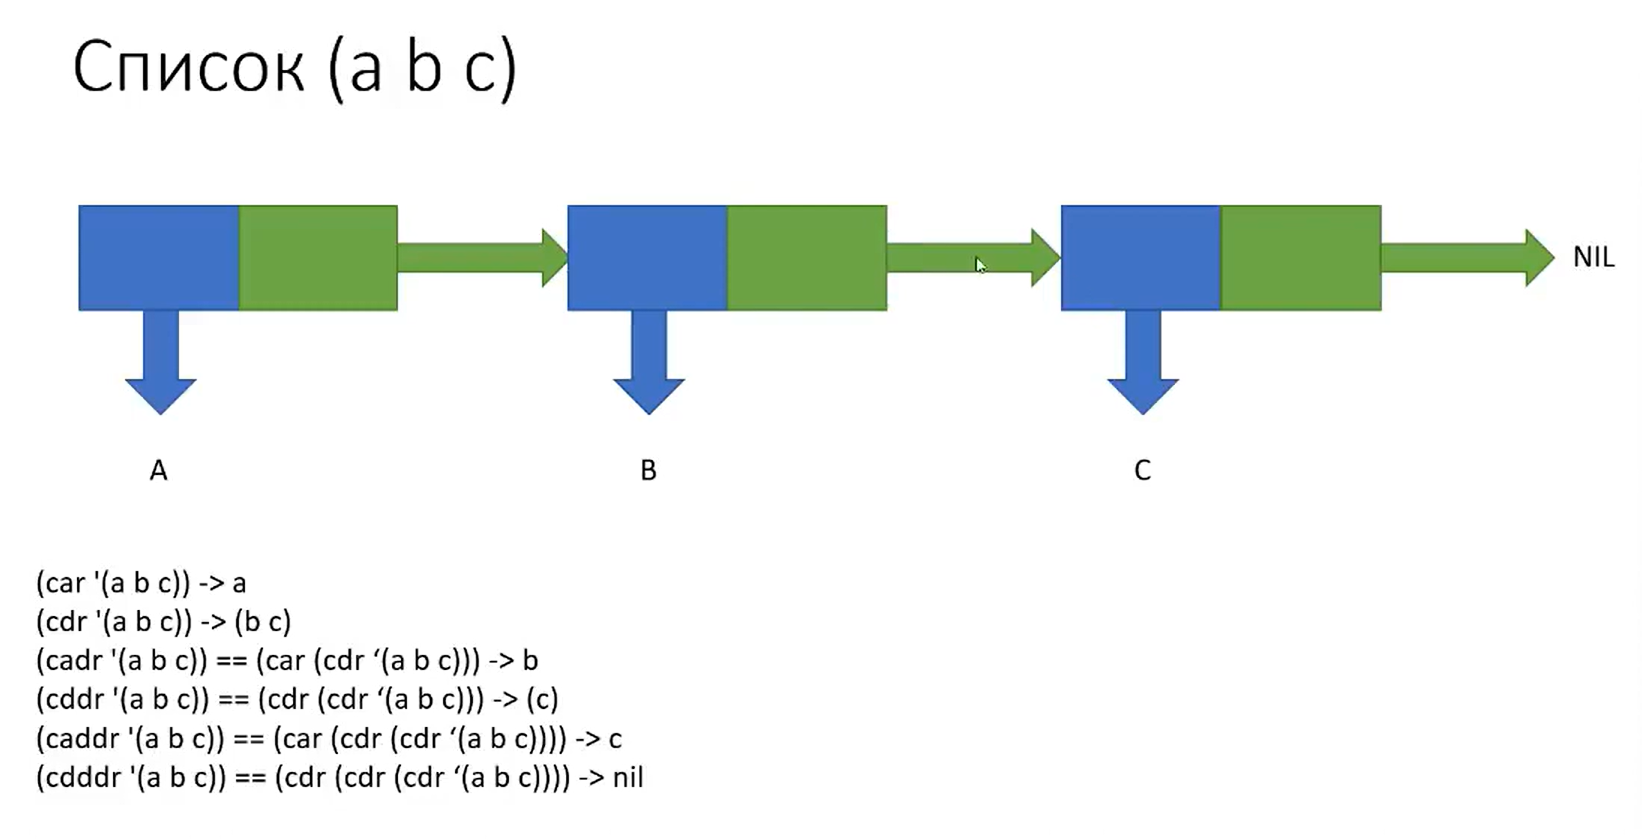 Список (a b c)
NIL
A
B
C
(car '(a b c)) -> a
(cdr '(a b c)) -> (b c)
(cadr '(a b c)) == (car (cdr ‘(a b c))) -> b
(cddr '(a b c)) == (cdr (cdr ‘(a b c))) -> (c)
(caddr '(a b c)) == (car (cdr (cdr ‘(a b c)))) -> c
(cdddr '(a b c)) == (cdr (cdr (cdr ‘(a b c)))) -> nil